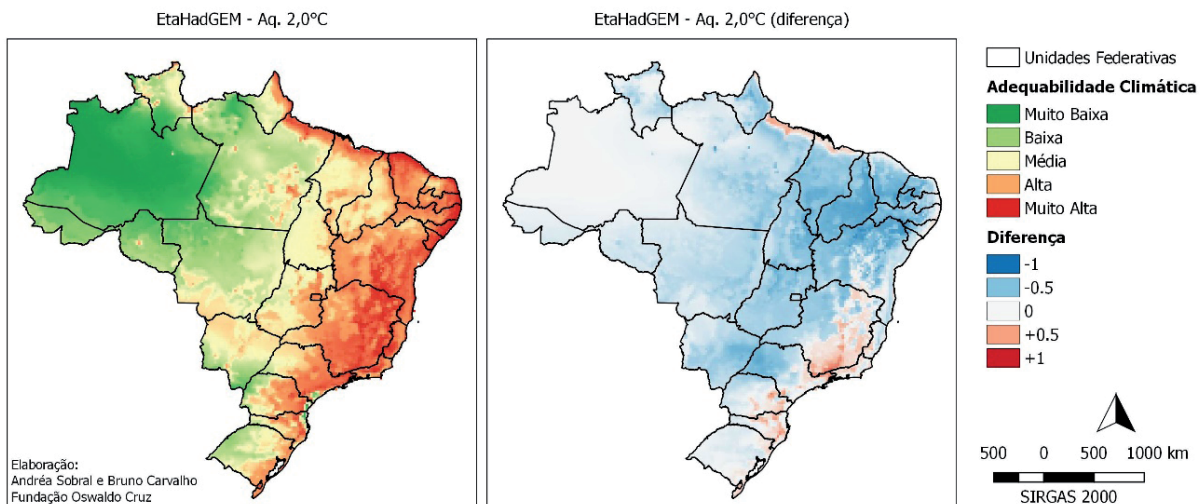 EtaHadGEM - Aq. 2,0°C
EtaHadGEM - Aq. 2,0°C (diferença)
Unidades Federativas
Adequabilidade Climática
Muito Baixa
Baixa
Média
Alta
Muito Alta
Diferença
-1
-0.5
0
+0.5
+1
500 0 500 1000 km
SIRGAS 2000
Elaboração:
Andréa Sobral e Bruno Carvalho
Fundação Oswaldo Cruz